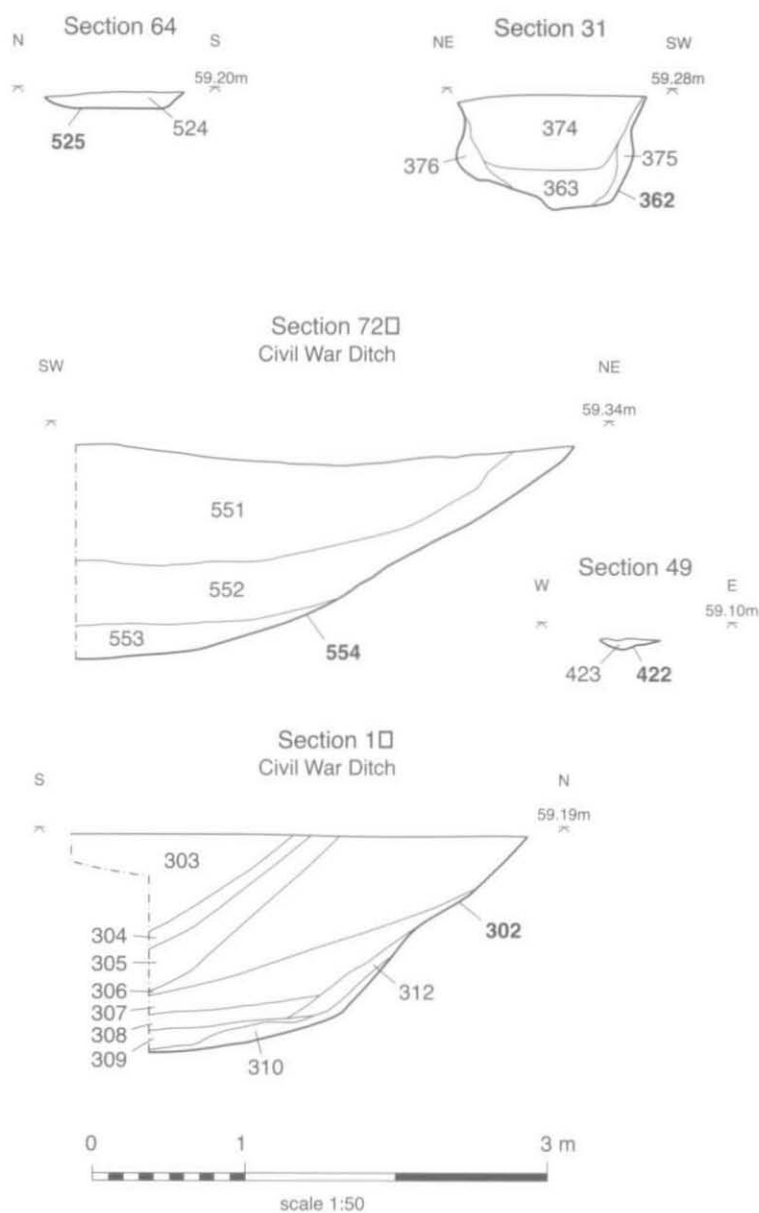 Section 64
N S
59.20m
524
525
Section 31
NE SW
59.28m
374
376 375
363
362
Section 72□
Civil War Ditch
SW NE
59.34m
551
552
553
554
Section 49
W E
59.10m
423 422
Section 1□
Civil War Ditch
S N
59.19m
303
304
302
305
306
312
307
308
309
310
0 1 3 m
scale 1:50